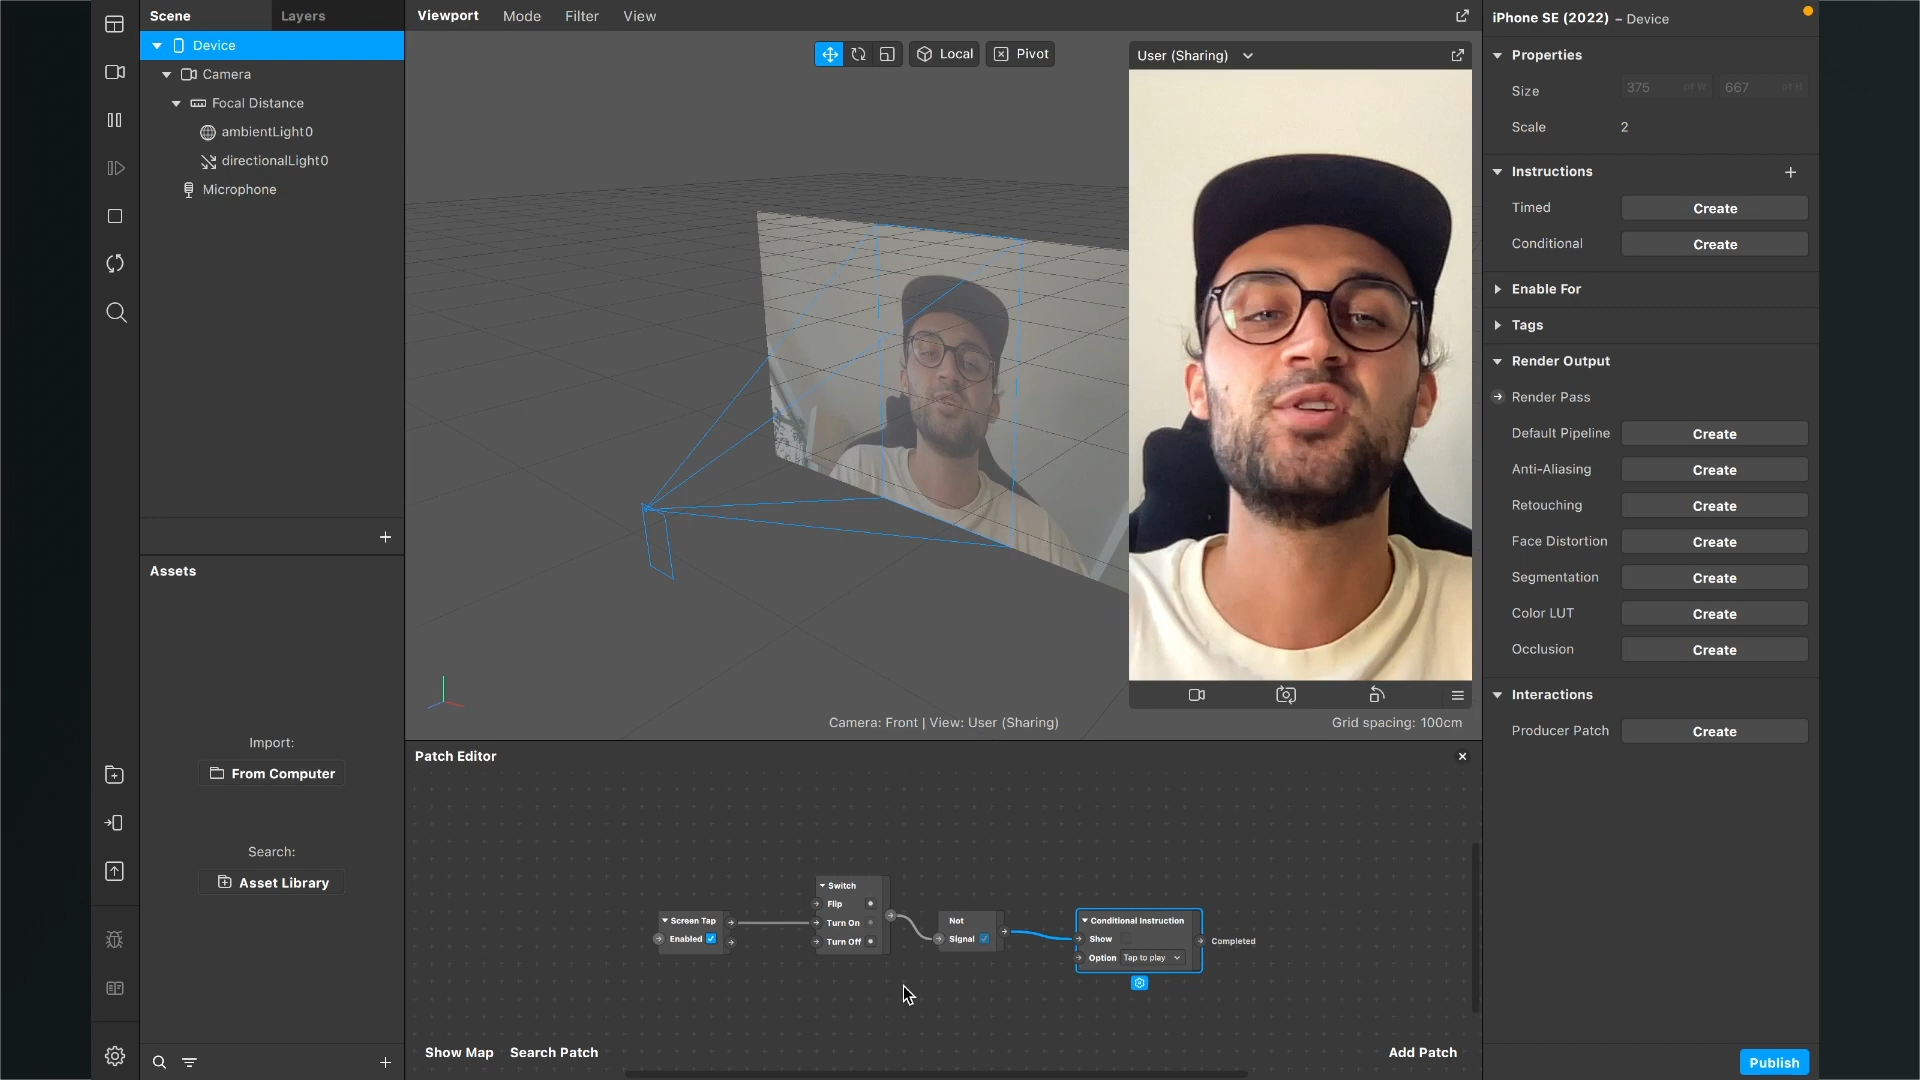 Scene
Layers
Device
Camera
Focal Distance
ambientLight0
directionalLight0
Microphone
Assets
Import:
From Computer
Search:
Asset Library
Viewport
Mode
Filter
View
Local
Pivot
User (Sharing)
Camera: Front | View: User (Sharing)
Grid spacing: 100cm
Patch Editor
Screen Tap
Enabled
Switch
Flip
Turn On
Turn Off
Not
Signal
Conditional Instruction
Show
Option Tap to play
Completed
Show Map
Search Patch
Add Patch
iPhone SE (2022) – Device
Properties
Size 375 pt W 667 pt H
Scale 2
Instructions
Timed Create
Conditional Create
Enable For
Tags
Render Output
Render Pass
Default Pipeline Create
Anti-Aliasing Create
Retouching Create
Face Distortion Create
Segmentation Create
Color LUT Create
Occlusion Create
Interactions
Producer Patch Create
Publish